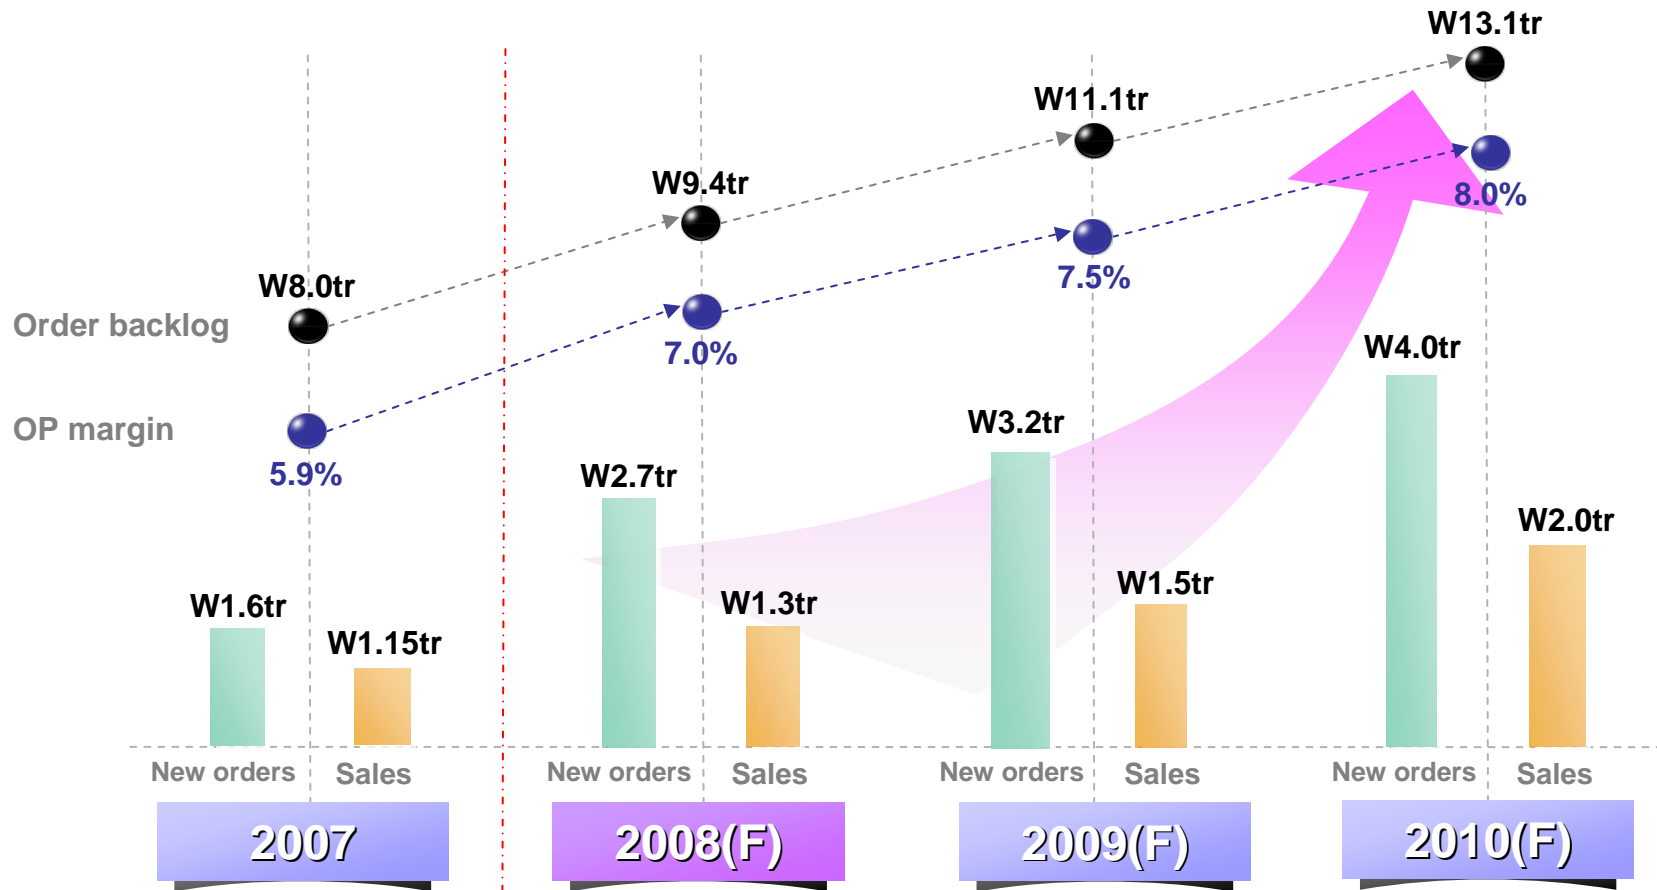 W13.1tr
W11.1tr
W9.4tr
8.0%
W8.0tr
7.5%
Order backlog
7.0%
W4.0tr
OP margin
W3.2tr
5.9%
W2.7tr
W2.0tr
W1.6tr
W1.3tr
W1.5tr
W1.15tr
New orders Sales New orders Sales New orders Sales New orders Sales
2007 2008(F) 2009(F) 2010(F)